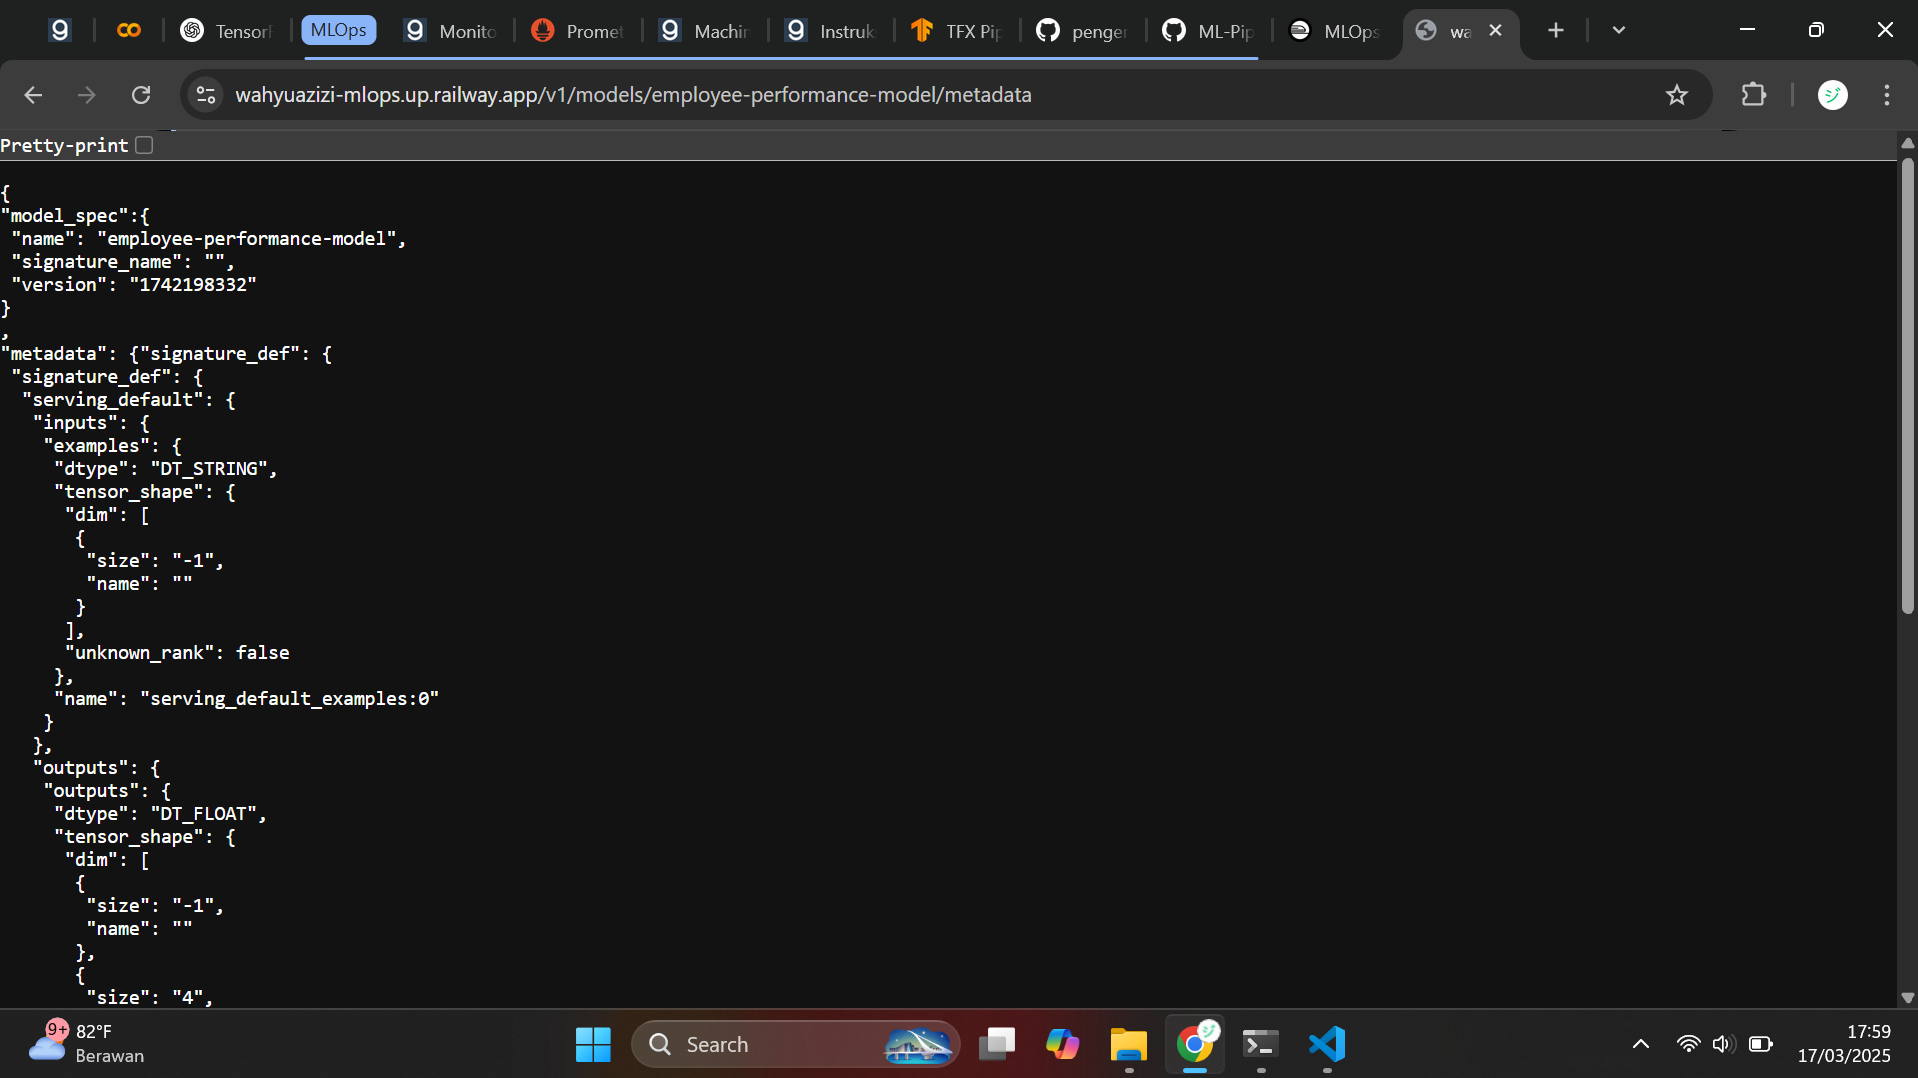 TensorF
MLOps
Monito
Promet
Machin
Instruk
TFX Pip
penger
ML-Pip
MLOps
wa
wahyuazizi-mlops.up.railway.app/v1/models/employee-performance-model/metadata
Pretty-print
{
"model_spec":{
"name": "employee-performance-model",
"signature_name": "",
"version": "1742198332"
}
,
"metadata": {"signature_def": {
"signature_def": {
"serving_default": {
"inputs": {
"examples": {
"dtype": "DT_STRING",
"tensor_shape": {
"dim": [
{
"size": "-1",
"name": ""
}
],
"unknown_rank": false
},
"name": "serving_default_examples:0"
}
},
"outputs": {
"outputs": {
"dtype": "DT_FLOAT",
"tensor_shape": {
"dim": [
{
"size": "-1",
"name": ""
},
{
"size": "4",
9+
82°F
Berawan
Search
17:59
17/03/2025